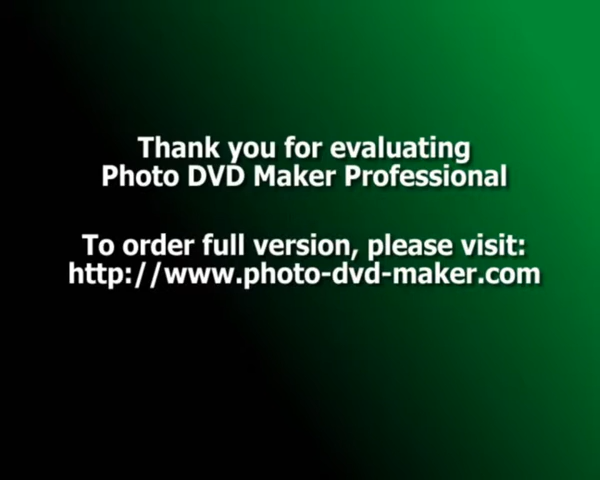 Thank you for evaluating
Photo DVD Maker Professional
To order full version, please visit:
http://www.photo-dvd-maker.com